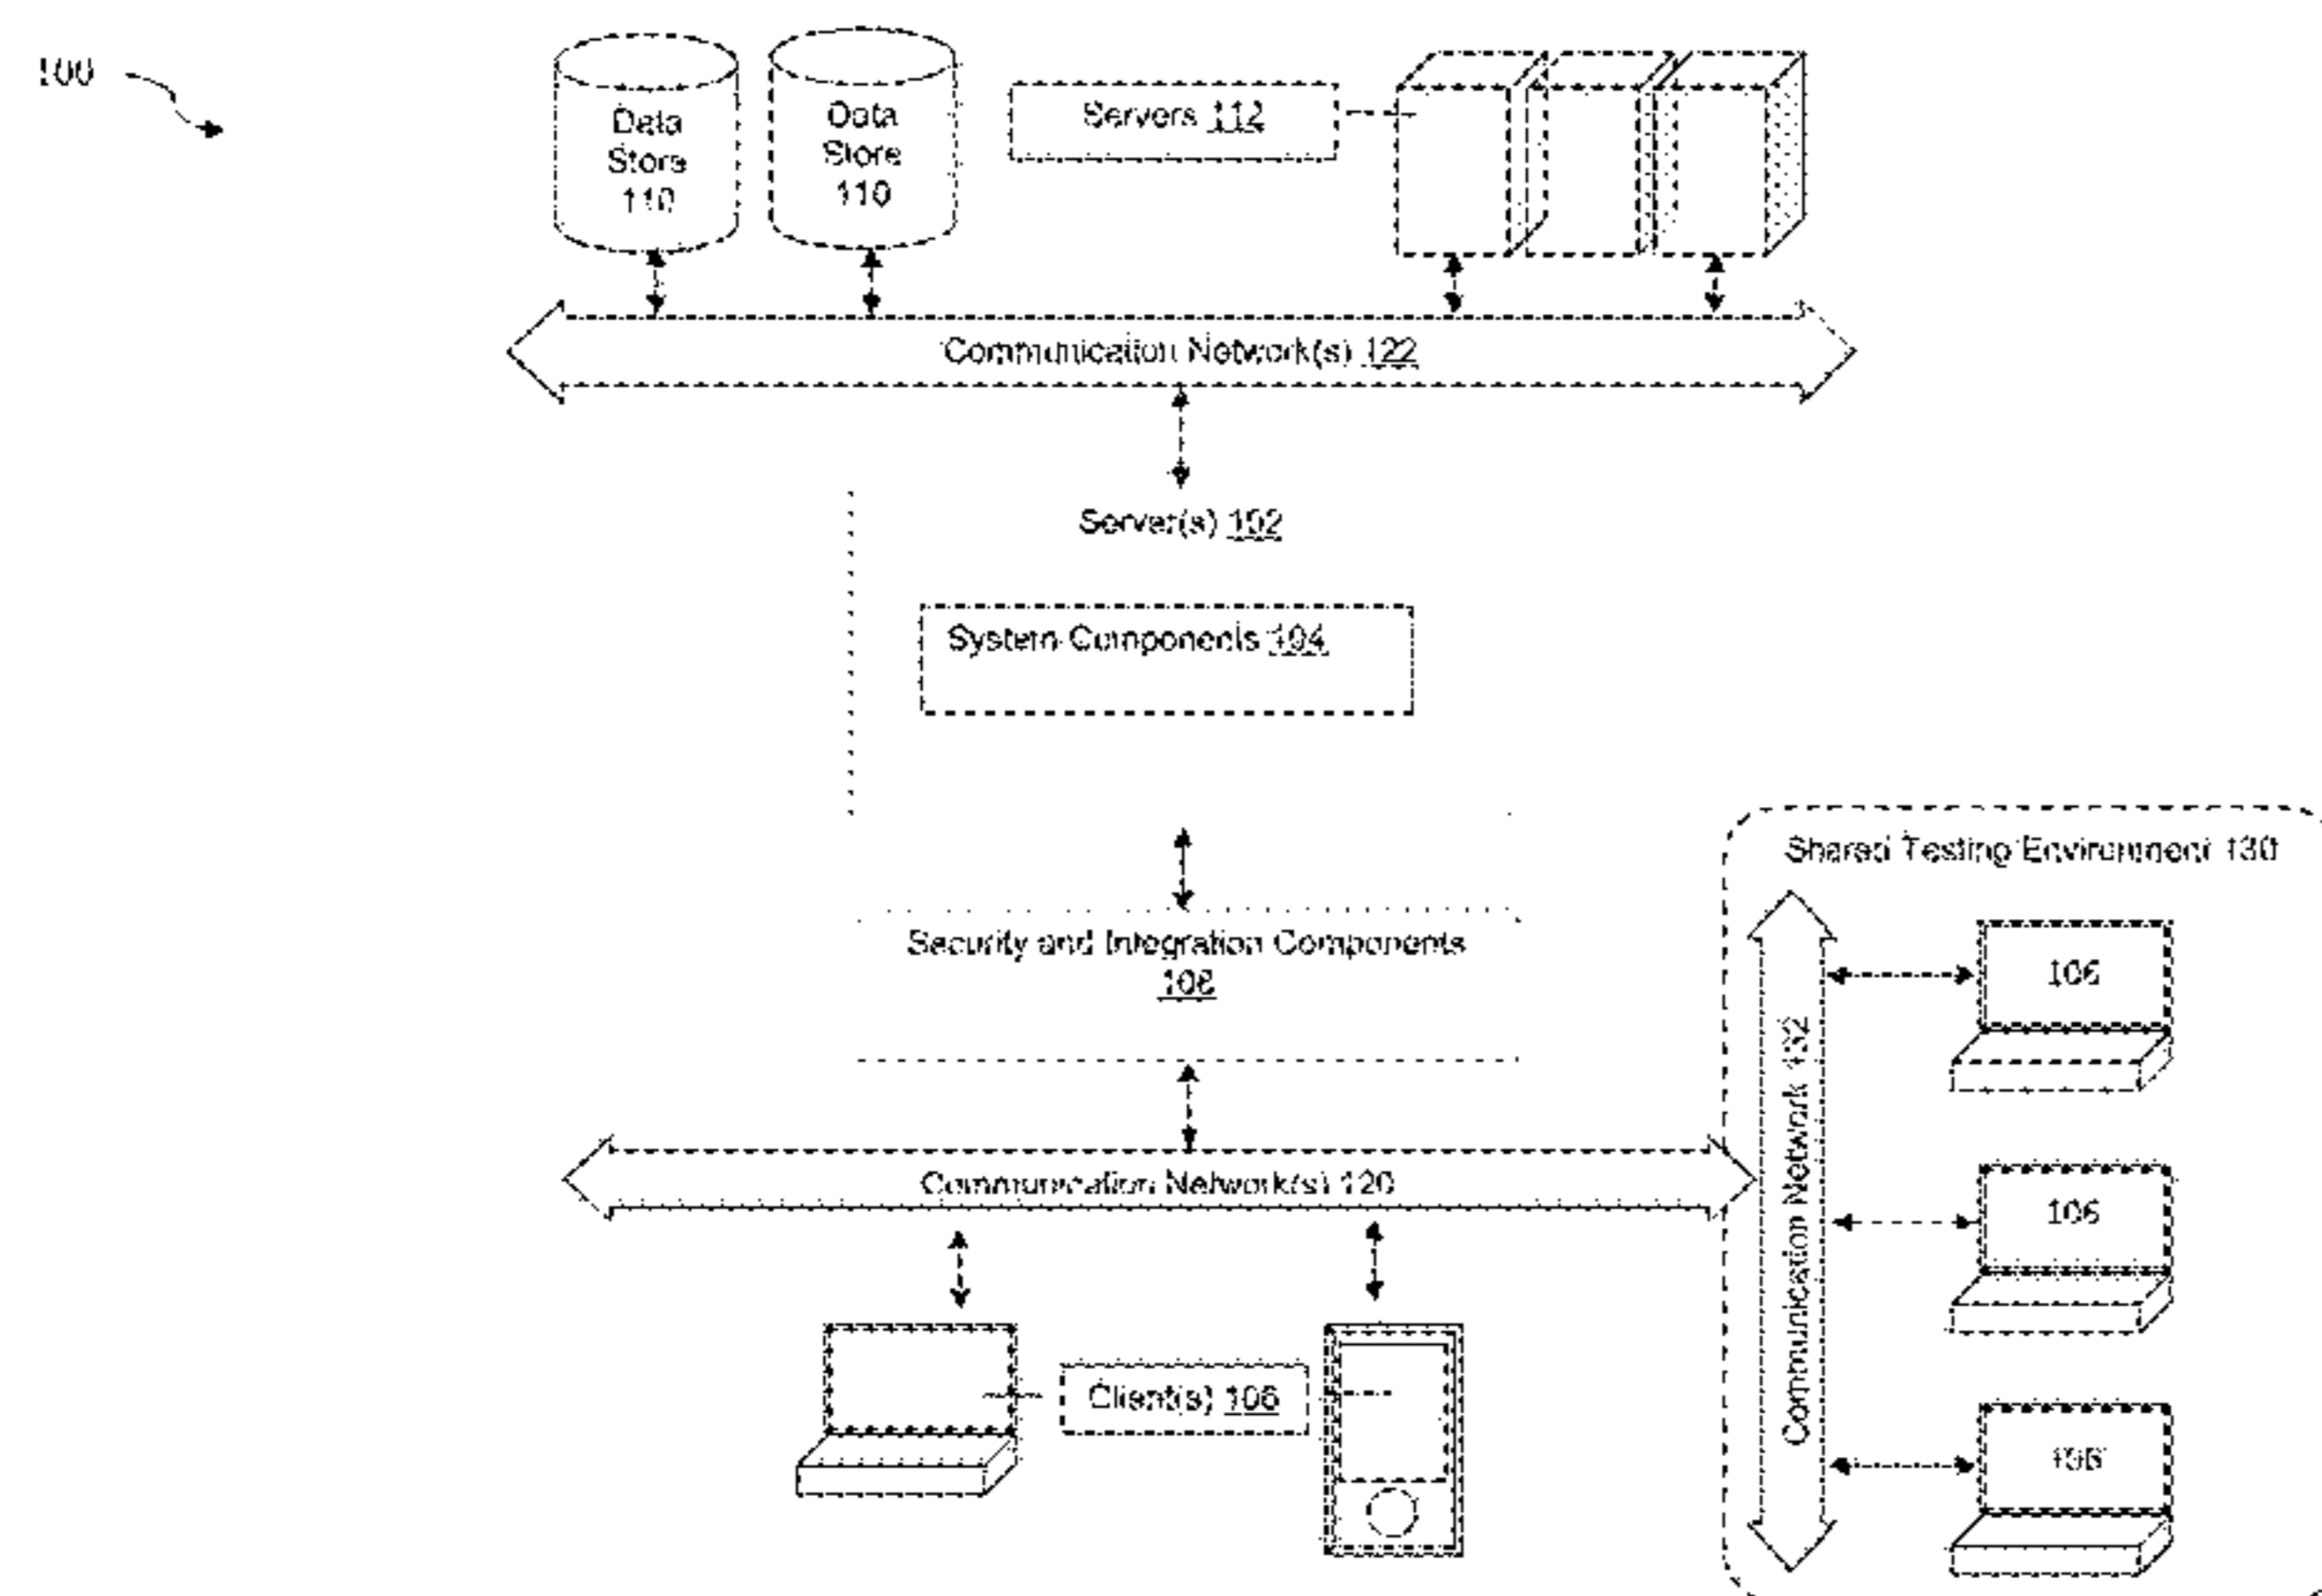 100
Data
Store
110
Data
Store
110
Servers 112
Communication Network(s) 122
Server(s) 102
System Components 104
Security and Integration Components
108
Shared Testing Environment 130
Communication Network 132
106
106
106
Communication Network(s) 120
Client(s) 106